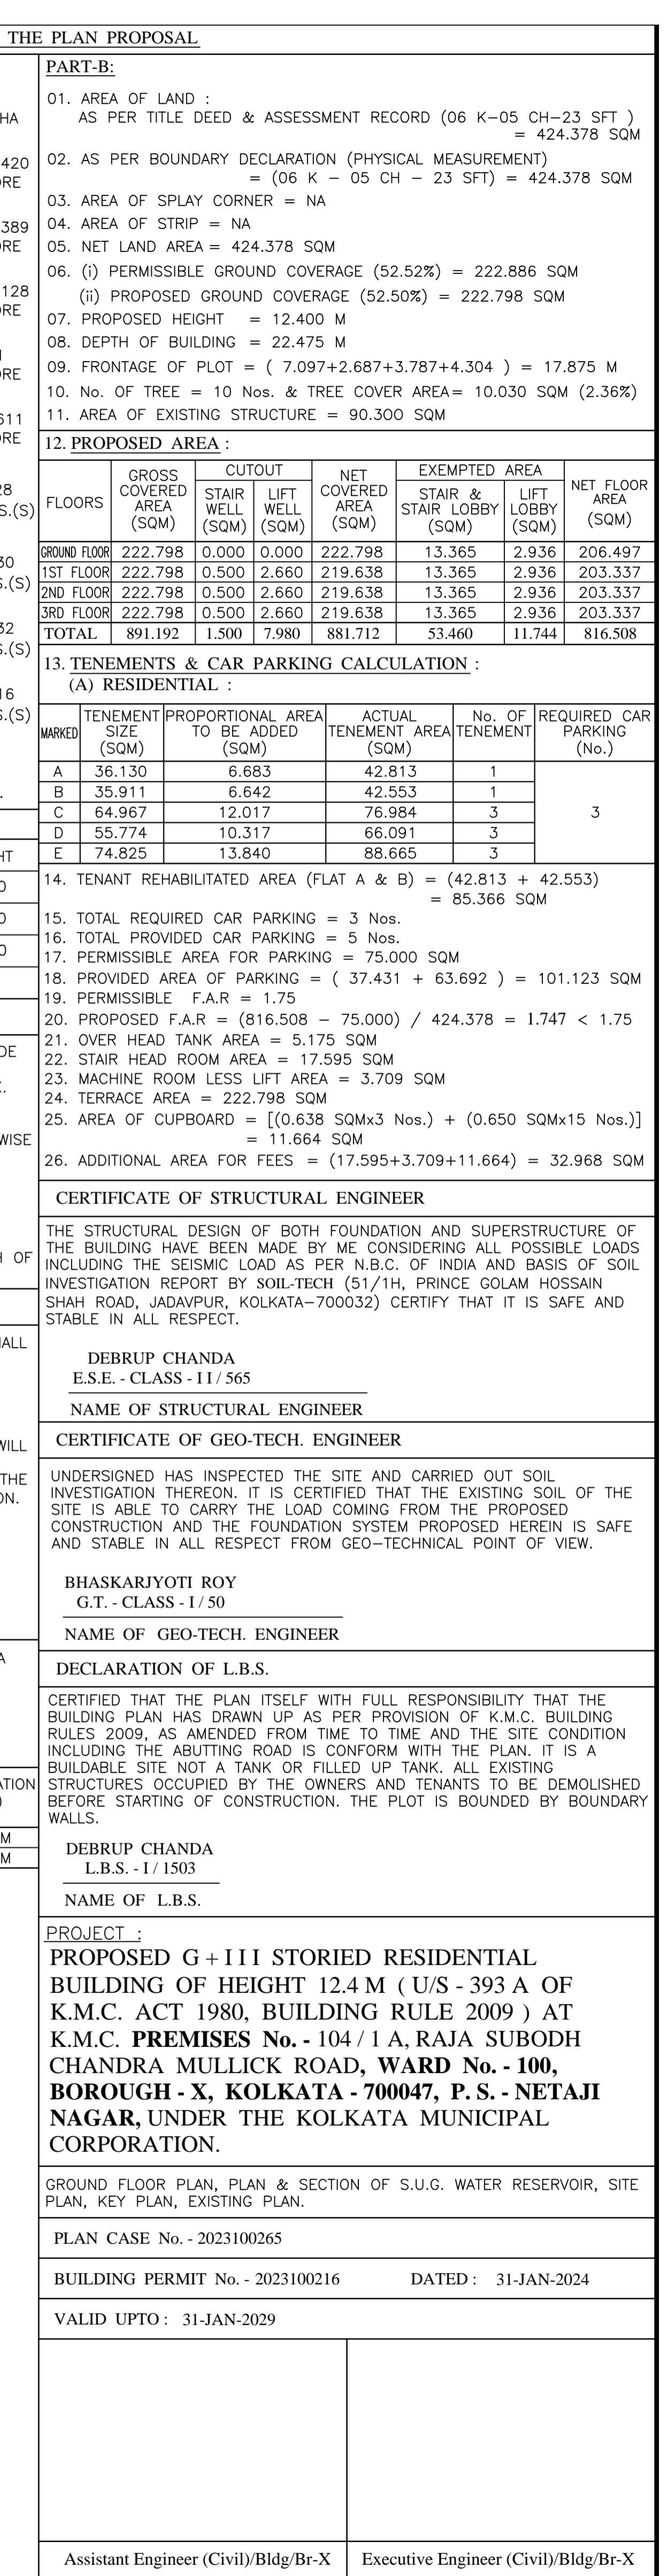 THE PLAN PROPOSAL
HA
420
ORE
389
ORE
128
ORE
ORE
611
ORE
28
S.(S)
30
S.(S)
32
S.(S)
16
S.(S)
HT
0
0
0
DE
WISE
H OF
HALL
WILL
THE
ON.
A
ATION
M
M
PART-B:
01. AREA OF LAND :
AS PER TITLE DEED & ASSESSMENT RECORD (06 K-05 CH-23 SFT )
= 424.378 SQM
02. AS PER BOUNDARY DECLARATION (PHYSICAL MEASUREMENT)
= (06 K - 05 CH - 23 SFT) = 424.378 SQM
03. AREA OF SPLAY CORNER = NA
04. AREA OF STRIP = NA
05. NET LAND AREA = 424.378 SQM
06. (i) PERMISSIBLE GROUND COVERAGE (52.52%) = 222.886 SQM
(ii) PROPOSED GROUND COVERAGE (52.50%) = 222.798 SQM
07. PROPOSED HEIGHT = 12.400 M
08. DEPTH OF BUILDING = 22.475 M
09. FRONTAGE OF PLOT = ( 7.097+2.687+3.787+4.304 ) = 17.875 M
10. No. OF TREE = 10 Nos. & TREE COVER AREA= 10.030 SQM (2.36%)
11. AREA OF EXISTING STRUCTURE = 90.300 SQM
12. PROPOSED AREA :
FLOORS GROSS COVERED AREA (SQM) CUTOUT STAIR WELL (SQM) LIFT WELL (SQM) NET COVERED AREA (SQM) EXEMPTED AREA STAIR & STAIR LOBBY (SQM) LIFT LOBBY (SQM) NET FLOOR AREA (SQM)
GROUND FLOOR 222.798 0.000 0.000 222.798 13.365 2.936 206.497
1ST FLOOR 222.798 0.500 2.660 219.638 13.365 2.936 203.337
2ND FLOOR 222.798 0.500 2.660 219.638 13.365 2.936 203.337
3RD FLOOR 222.798 0.500 2.660 219.638 13.365 2.936 203.337
TOTAL 891.192 1.500 7.980 881.712 53.460 11.744 816.508
13. TENEMENTS & CAR PARKING CALCULATION :
(A) RESIDENTIAL :
MARKED TENEMENT SIZE (SQM) PROPORTIONAL AREA TO BE ADDED (SQM) ACTUAL TENEMENT AREA (SQM) No. OF TENEMENT REQUIRED CAR PARKING (No.)
A 36.130 6.683 42.813 1
B 35.911 6.642 42.553 1
C 64.967 12.017 76.984 3 3
D 55.774 10.317 66.091 3
E 74.825 13.840 88.665 3
14. TENANT REHABILITATED AREA (FLAT A & B) = (42.813 + 42.553)
= 85.366 SQM
15. TOTAL REQUIRED CAR PARKING = 3 Nos.
16. TOTAL PROVIDED CAR PARKING = 5 Nos.
17. PERMISSIBLE AREA FOR PARKING = 75.000 SQM
18. PROVIDED AREA OF PARKING = ( 37.431 + 63.692 ) = 101.123 SQM
19. PERMISSIBLE F.A.R = 1.75
20. PROPOSED F.A.R = (816.508 - 75.000) / 424.378 = 1.747 < 1.75
21. OVER HEAD TANK AREA = 5.175 SQM
22. STAIR HEAD ROOM AREA = 17.595 SQM
23. MACHINE ROOM LESS LIFT AREA = 3.709 SQM
24. TERRACE AREA = 222.798 SQM
25. AREA OF CUPBOARD = [(0.638 SQMx3 Nos.) + (0.650 SQMx15 Nos.)]
= 11.664 SQM
26. ADDITIONAL AREA FOR FEES = (17.595+3.709+11.664) = 32.968 SQM
CERTIFICATE OF STRUCTURAL ENGINEER
THE STRUCTURAL DESIGN OF BOTH FOUNDATION AND SUPERSTRUCTURE OF
THE BUILDING HAVE BEEN MADE BY ME CONSIDERING ALL POSSIBLE LOADS
INCLUDING THE SEISMIC LOAD AS PER N.B.C. OF INDIA AND BASIS OF SOIL
INVESTIGATION REPORT BY SOIL-TECH (51/1H, PRINCE GOLAM HOSSAIN
SHAH ROAD, JADAVPUR, KOLKATA-700032) CERTIFY THAT IT IS SAFE AND
STABLE IN ALL RESPECT.
DEBRUP CHANDA
E.S.E. - CLASS - I I / 565
NAME OF STRUCTURAL ENGINEER
CERTIFICATE OF GEO-TECH. ENGINEER
UNDERSIGNED HAS INSPECTED THE SITE AND CARRIED OUT SOIL
INVESTIGATION THEREON. IT IS CERTIFIED THAT THE EXISTING SOIL OF THE
SITE IS ABLE TO CARRY THE LOAD COMING FROM THE PROPOSED
CONSTRUCTION AND THE FOUNDATION SYSTEM PROPOSED HEREIN IS SAFE
AND STABLE IN ALL RESPECT FROM GEO-TECHNICAL POINT OF VIEW.
BHASKARJYOTI ROY
G.T. - CLASS - I / 50
NAME OF GEO-TECH. ENGINEER
DECLARATION OF L.B.S.
CERTIFIED THAT THE PLAN ITSELF WITH FULL RESPONSIBILITY THAT THE
BUILDING PLAN HAS DRAWN UP AS PER PROVISION OF K.M.C. BUILDING
RULES 2009, AS AMENDED FROM TIME TO TIME AND THE SITE CONDITION
INCLUDING THE ABUTTING ROAD IS CONFORM WITH THE PLAN. IT IS A
BUILDABLE SITE NOT A TANK OR FILLED UP TANK. ALL EXISTING
STRUCTURES OCCUPIED BY THE OWNERS AND TENANTS TO BE DEMOLISHED
BEFORE STARTING OF CONSTRUCTION. THE PLOT IS BOUNDED BY BOUNDARY
WALLS.
DEBRUP CHANDA
L.B.S. - I / 1503
NAME OF L.B.S.
PROJECT :
PROPOSED G + I I I STORIED RESIDENTIAL
BUILDING OF HEIGHT 12.4 M ( U/S - 393 A OF
K.M.C. ACT 1980, BUILDING RULE 2009 ) AT
K.M.C. PREMISES No. - 104 / 1 A, RAJA SUBODH
CHANDRA MULLICK ROAD, WARD No. - 100,
BOROUGH - X, KOLKATA - 700047, P. S. - NETAJI
NAGAR, UNDER THE KOLKATA MUNICIPAL
CORPORATION.
GROUND FLOOR PLAN, PLAN & SECTION OF S.U.G. WATER RESERVOIR, SITE
PLAN, KEY PLAN, EXISTING PLAN.
PLAN CASE No. - 2023100265
BUILDING PERMIT No. - 2023100216 DATED : 31-JAN-2024
VALID UPTO : 31-JAN-2029
Assistant Engineer (Civil)/Bldg/Br-X Executive Engineer (Civil)/Bldg/Br-X